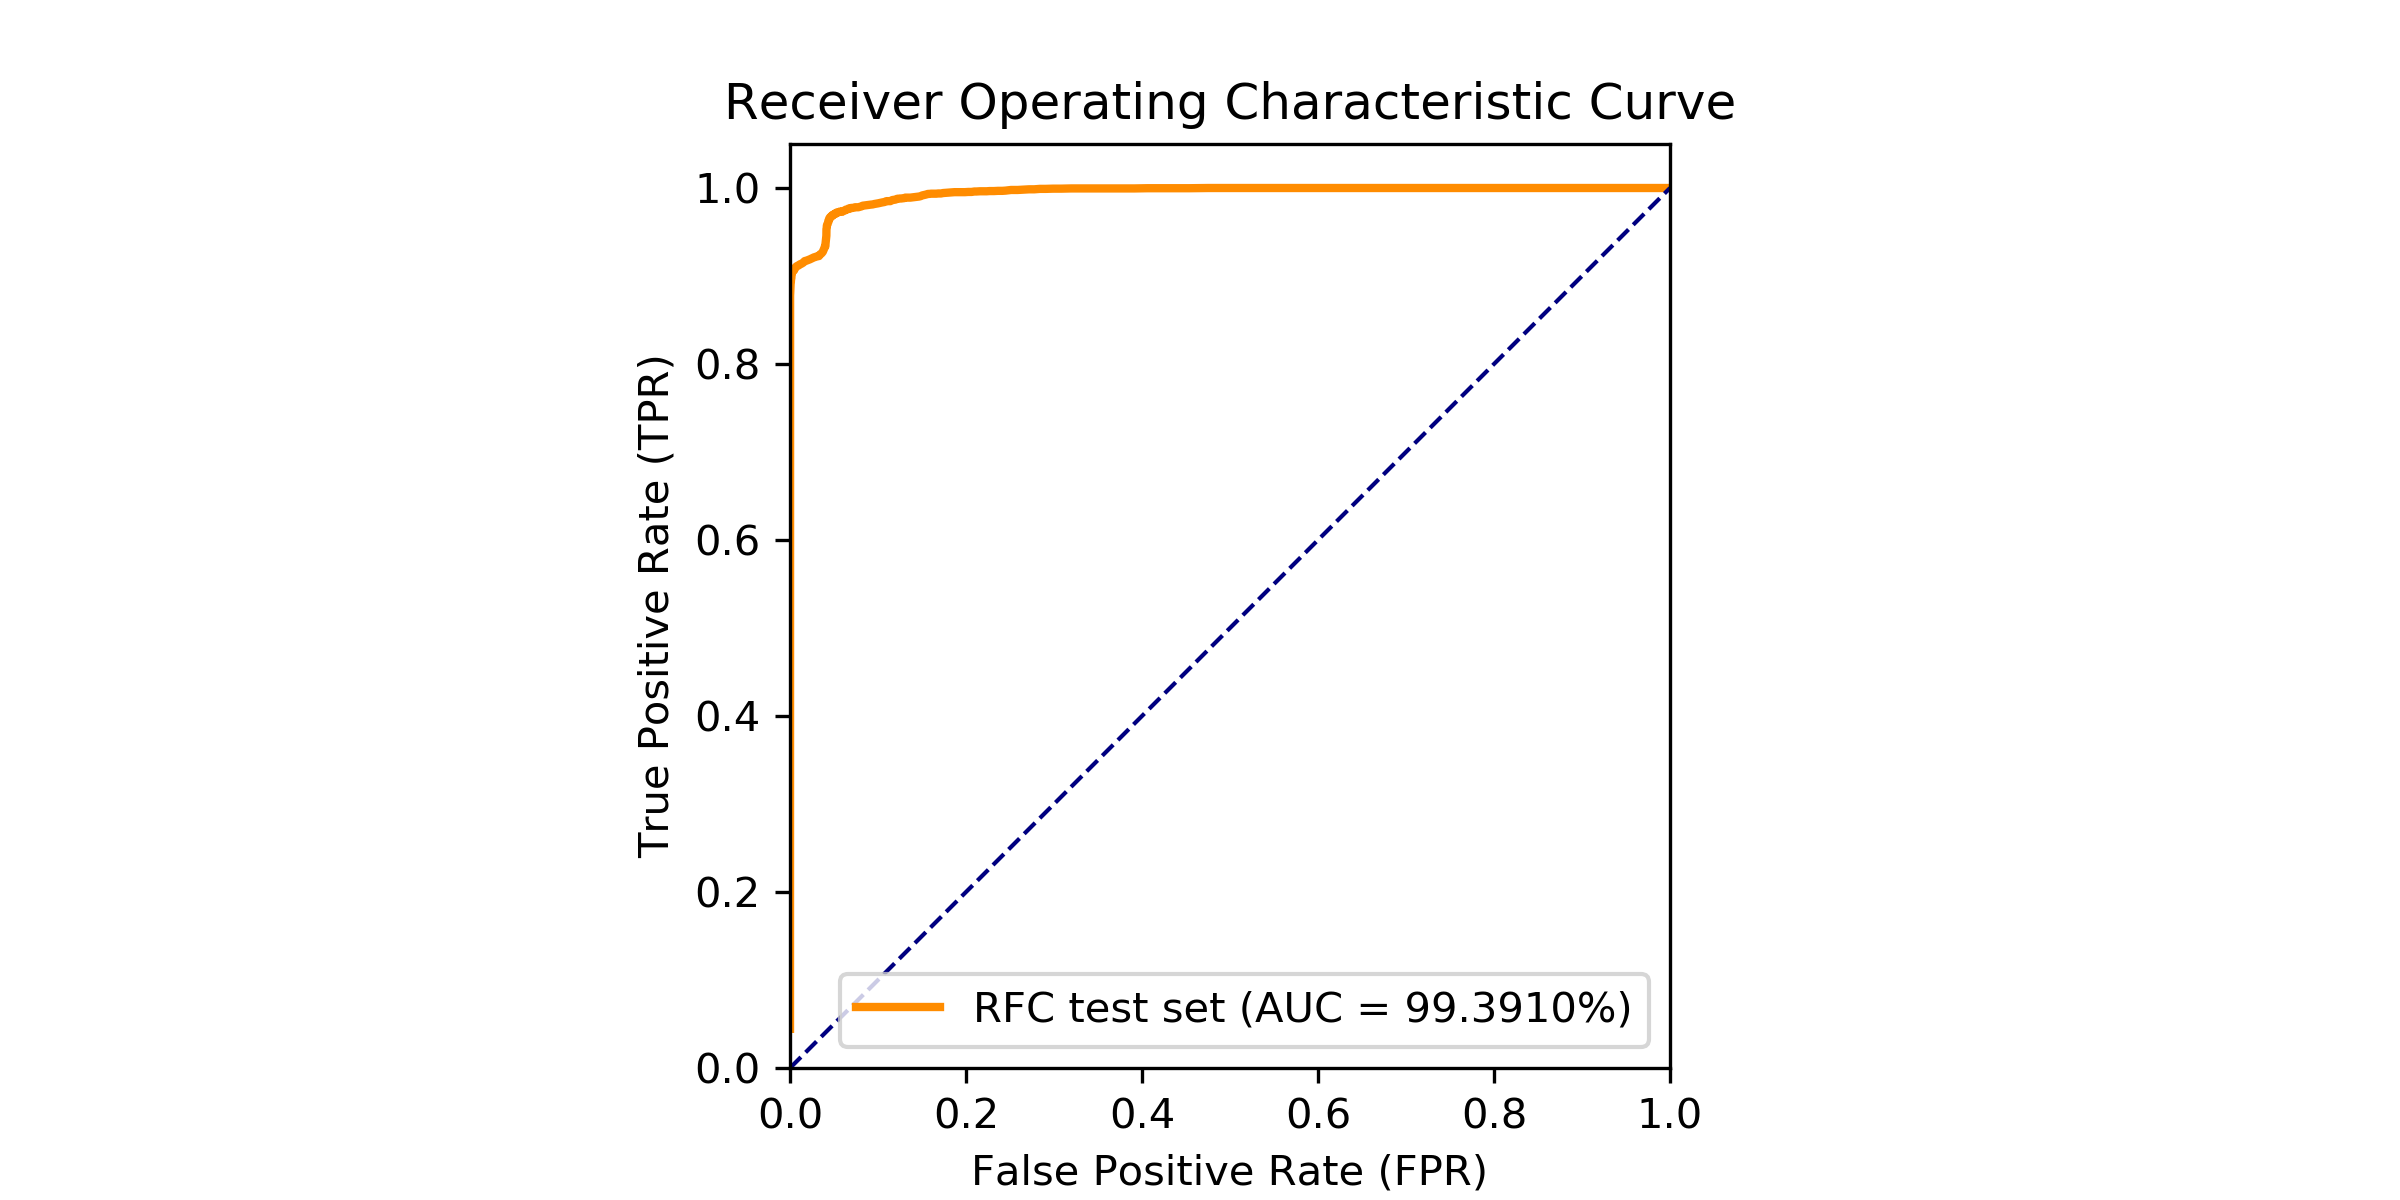 Receiver Operating Characteristic Curve
1.0
0.8
0.6
0.4
0.2
0.0
True Positive Rate (TPR)
RFC test set (AUC = 99.3910%)
0.0 0.2 0.4 0.6 0.8 1.0
False Positive Rate (FPR)